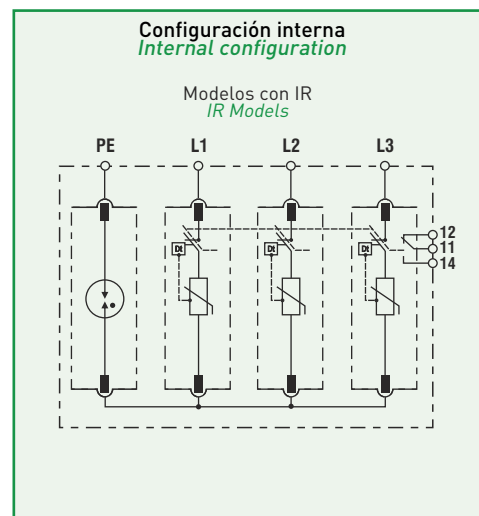 Configuración interna
Internal configuration
Modelos con IR
IR Models
PE L1 L2 L3
12
11
14
Dt Dt Dt